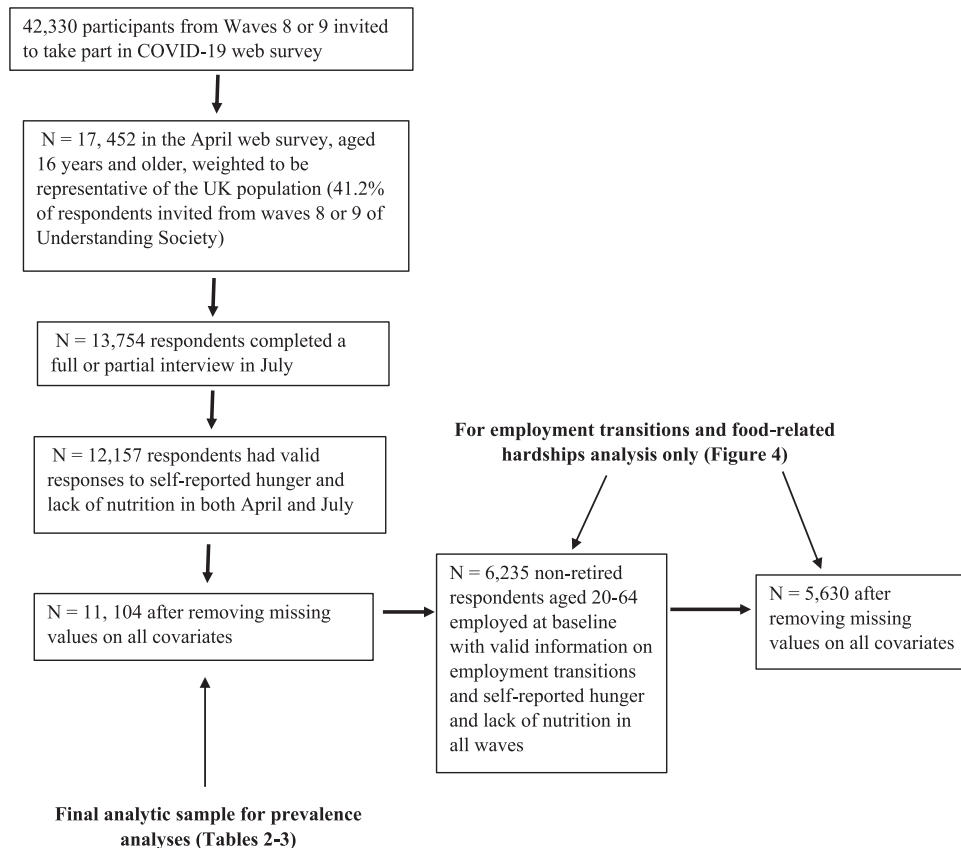 42,330 participants from Waves 8 or 9 invited
to take part in COVID-19 web survey
N = 17, 452 in the April web survey, aged
16 years and older, weighted to be
representative of the UK population (41.2%
of respondents invited from waves 8 or 9 of
Understanding Society)
N = 13,754 respondents completed a
full or partial interview in July
N = 12,157 respondents had valid
responses to self-reported hunger and
lack of nutrition in both April and July
N = 11, 104 after removing missing
values on all covariates
Final analytic sample for prevalence
analyses (Tables 2-3)
For employment transitions and food-related
hardships analysis only (Figure 4)
N = 6,235 non-retired
respondents aged 20-64
employed at baseline
with valid information on
employment transitions
and self-reported hunger
and lack of nutrition in
all waves
N = 5,630 after
removing missing
values on all covariates